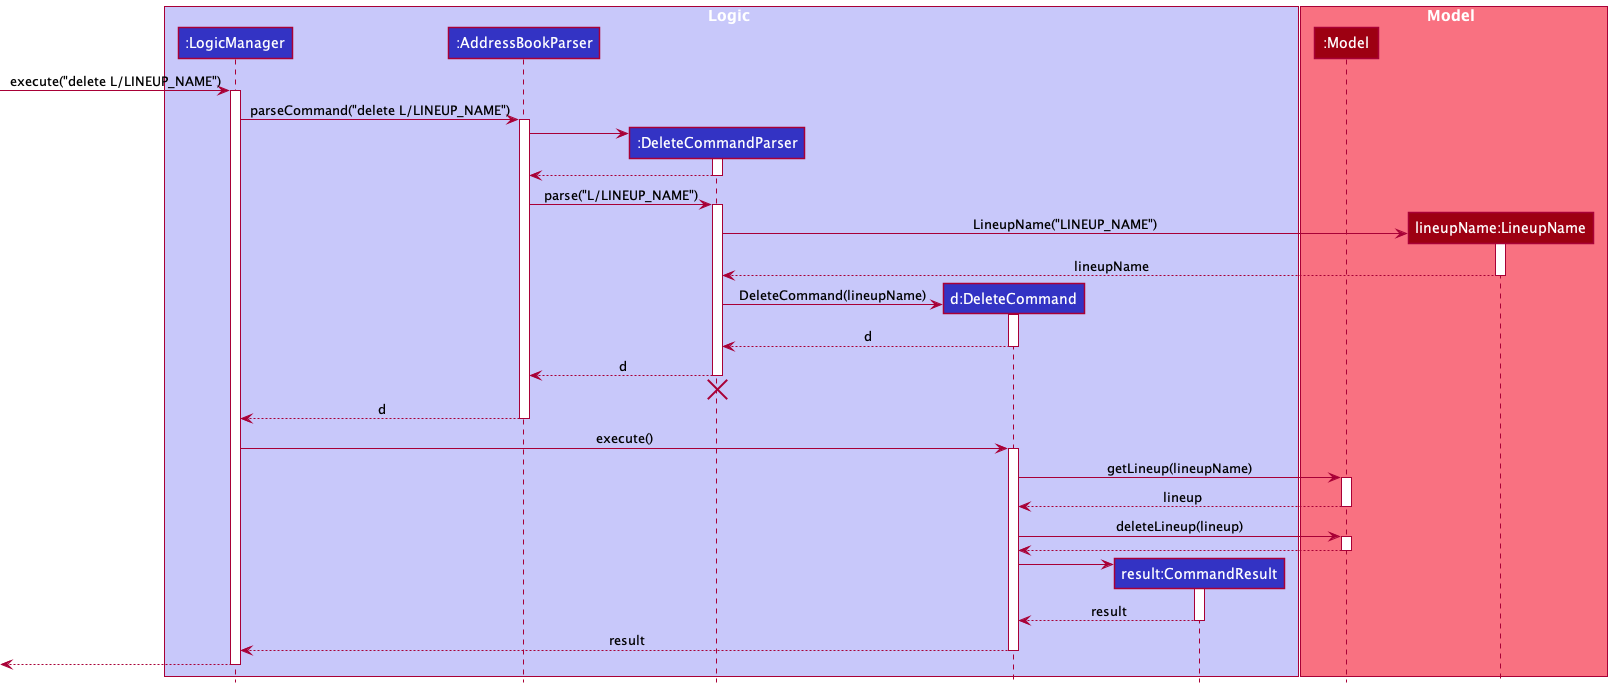 Logic
Model
:LogicManager
:AddressBookParser
:Model
execute("delete L/LINEUP_NAME")
parseCommand("delete L/LINEUP_NAME")
:DeleteCommandParser
parse("L/LINEUP_NAME")
LineupName("LINEUP_NAME")
lineupName:LineupName
lineupName
DeleteCommand(lineupName)
d:DeleteCommand
d
d
d
execute()
getLineup(lineupName)
lineup
deleteLineup(lineup)
result:CommandResult
result
result